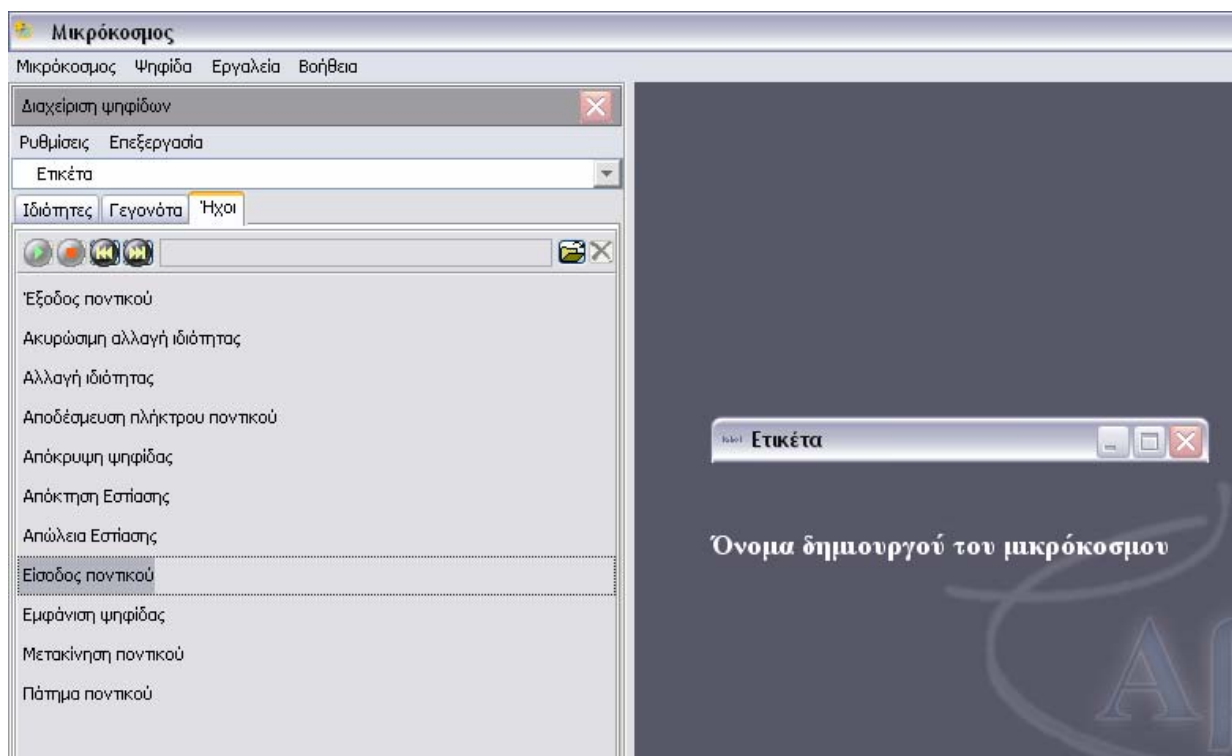 Μικρόκοσμος
Μικρόκοσμος Ψηφίδα Εργαλεία Βοήθεια
Διαχείριση ψηφίδων
Ρυθμίσεις Επεξεργασία
Ετικέτα
Ιδιότητες Γεγονότα Ήχοι
Έξοδος ποντικού
Ακυρώσιμη αλλαγή ιδιότητας
Αλλαγή ιδιότητας
Αποδέσμευση πλήκτρου ποντικού
Απόκρυψη ψηφίδας
Απόκτηση Εστίασης
Απώλεια Εστίασης
Είσοδος ποντικού
Εμφάνιση ψηφίδας
Μετακίνηση ποντικού
Πάτημα ποντικού
Ετικέτα
Όνομα δημιουργού του μικρόκοσμου